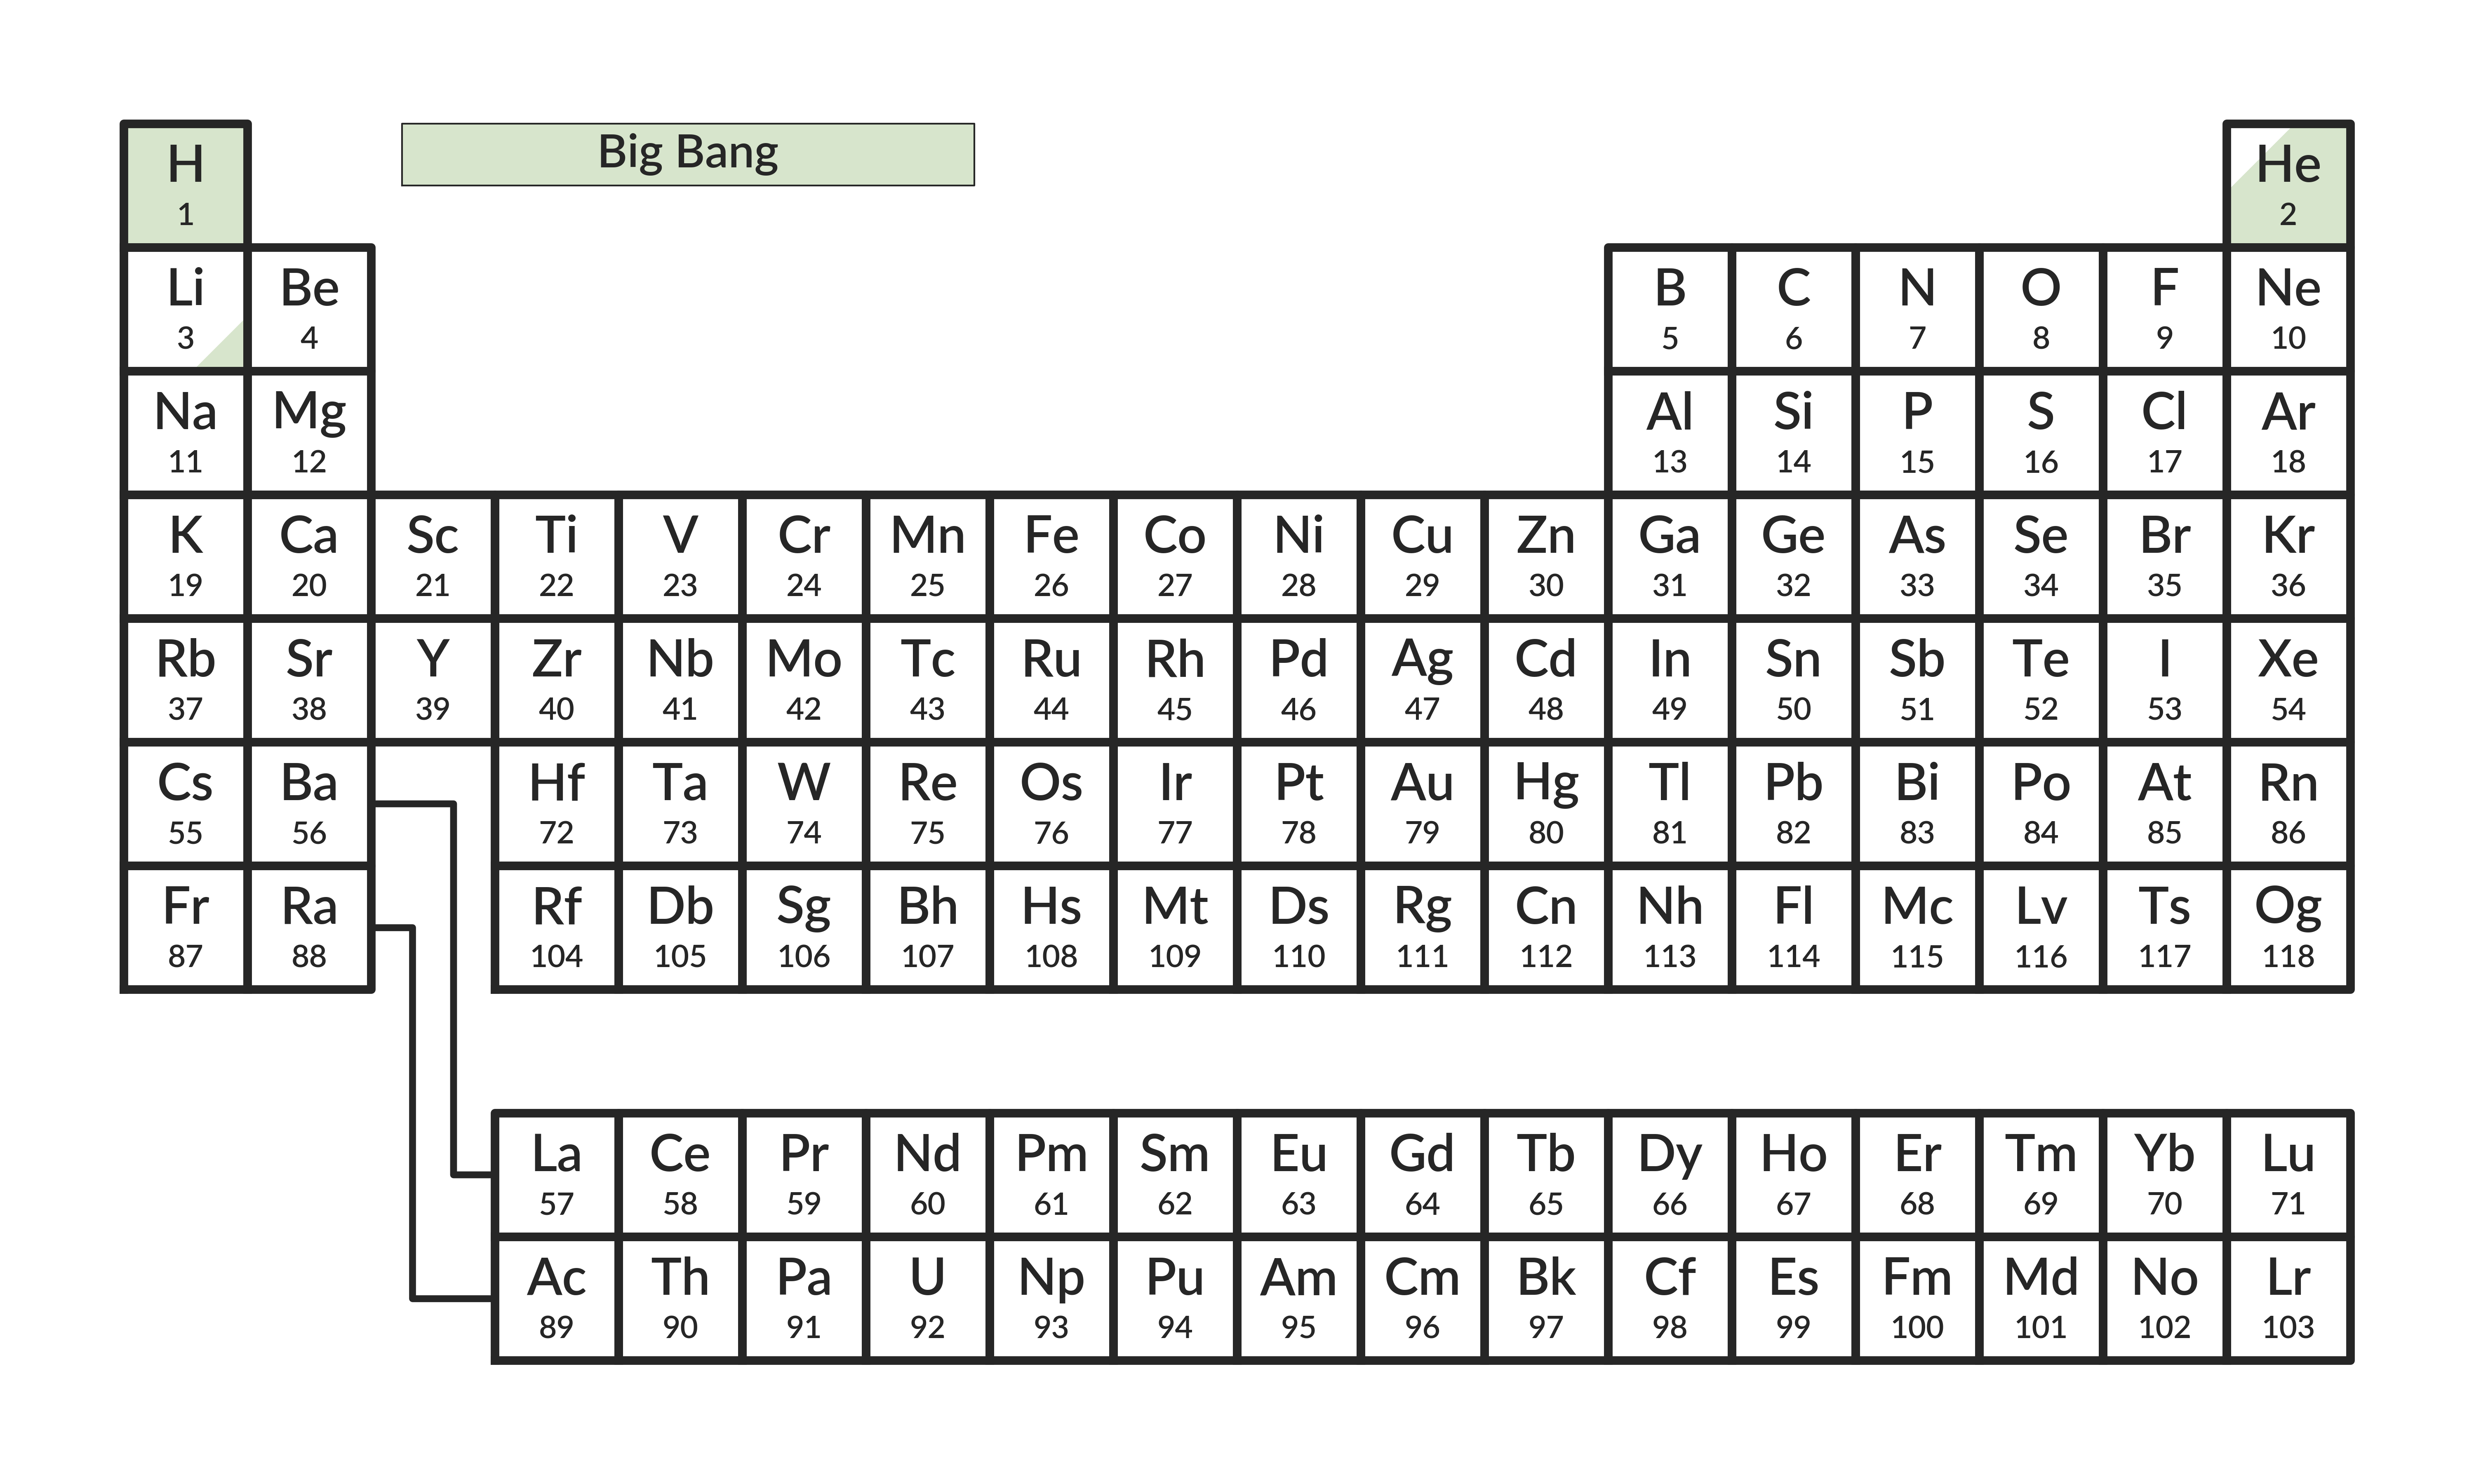 H Big Bang He
1 2
Li Be B C N O F Ne
3 4 5 6 7 8 9 10
Na Mg Al Si P S Cl Ar
11 12 13 14 15 16 17 18
K Ca Sc Ti V Cr Mn Fe Co Ni Cu Zn Ga Ge As Se Br Kr
19 20 21 22 23 24 25 26 27 28 29 30 31 32 33 34 35 36
Rb Sr Y Zr Nb Mo Tc Ru Rh Pd Ag Cd In Sn Sb Te I Xe
37 38 39 40 41 42 43 44 45 46 47 48 49 50 51 52 53 54
Cs Ba Hf Ta W Re Os Ir Pt Au Hg Tl Pb Bi Po At Rn
55 56 72 73 74 75 76 77 78 79 80 81 82 83 84 85 86
Fr Ra Rf Db Sg Bh Hs Mt Ds Rg Cn Nh Fl Mc Lv Ts Og
87 88 104 105 106 107 108 109 110 111 112 113 114 115 116 117 118
La Ce Pr Nd Pm Sm Eu Gd Tb Dy Ho Er Tm Yb Lu
57 58 59 60 61 62 63 64 65 66 67 68 69 70 71
Ac Th Pa U Np Pu Am Cm Bk Cf Es Fm Md No Lr
89 90 91 92 93 94 95 96 97 98 99 100 101 102 103